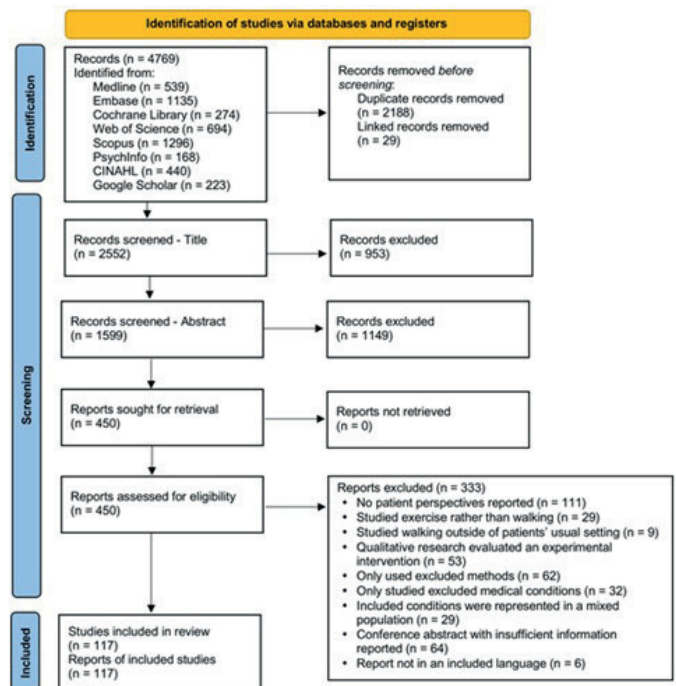 Identification of studies via databases and registers
Identification
Records (n = 4769)
Identified from:
Medline (n = 539)
Embase (n = 1135)
Cochrane Library (n = 274)
Web of Science (n = 694)
Scopus (n = 1296)
PsychInfo (n = 168)
CINAHL (n = 440)
Google Scholar (n = 223)
Records removed before
screening:
Duplicate records removed
(n = 2188)
Linked records removed
(n = 29)
Screening
Records screened - Title
(n = 2552)
Records excluded
(n = 953)
Records screened - Abstract
(n = 1599)
Records excluded
(n = 1149)
Reports sought for retrieval
(n = 450)
Reports not retrieved
(n = 0)
Reports assessed for eligibility
(n = 450)
Reports excluded (n = 333)
• No patient perspectives reported (n = 111)
• Studied exercise rather than walking (n = 29)
• Studied walking outside of patients' usual setting (n = 9)
• Qualitative research evaluated an experimental
intervention (n = 53)
• Only used excluded methods (n = 62)
• Only studied excluded medical conditions (n = 32)
• Included conditions were represented in a mixed
population (n = 29)
• Conference abstract with insufficient information
reported (n = 64)
• Report not in an included language (n = 6)
Included
Studies included in review
(n = 117)
Reports of included studies
(n = 117)